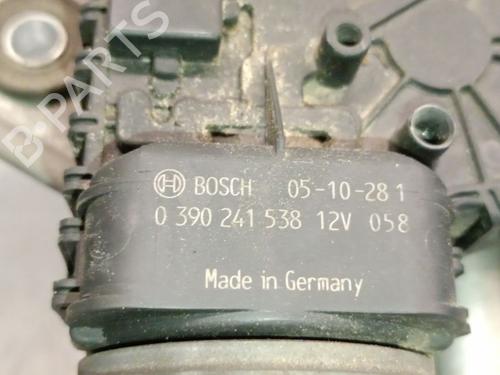 B-PARTS
BOSCH 05-10-28 1
0 390 241 538 12V 058
Made in Germany